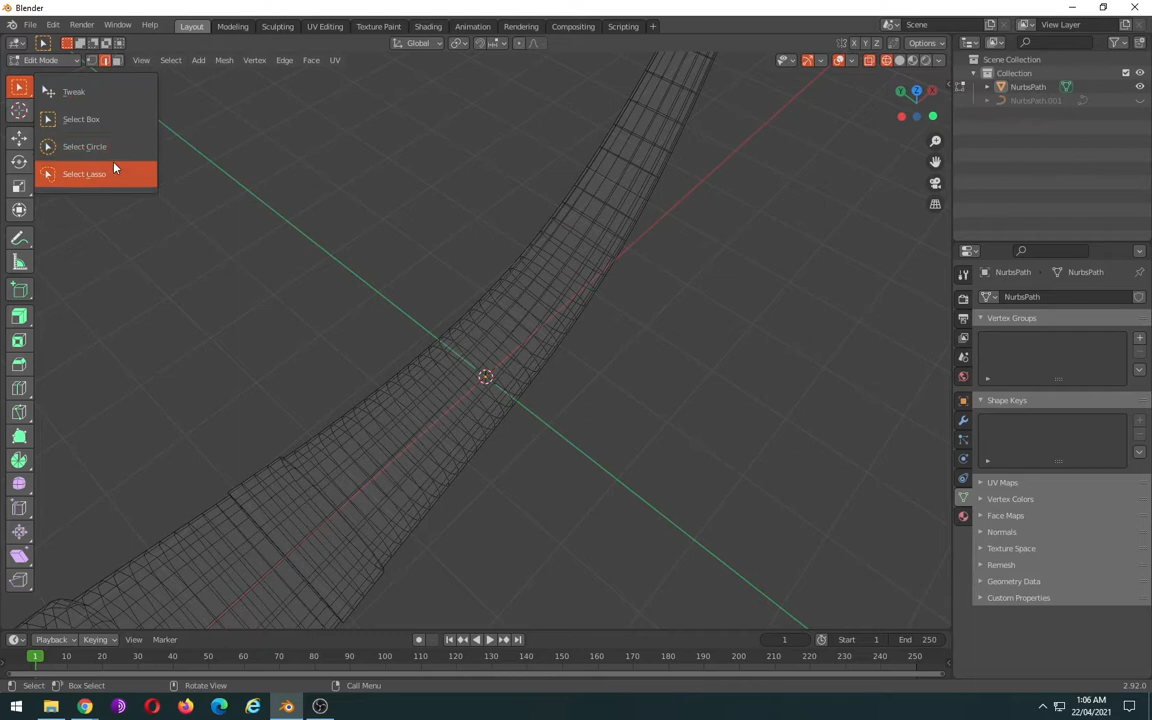 Blender
File Edit Render Window Help
Layout Modeling Sculpting UV Editing Texture Paint Shading Animation Rendering Compositing Scripting +
Scene
View Layer
Global
X Y Z
Options
Edit Mode
View Select Add Mesh Vertex Edge Face UV
Tweak
Select Box
Select Circle
Select Lasso
Y
Z
X
Scene Collection
Collection
NurbsPath
NurbsPath.001
NurbsPath NurbsPath
NurbsPath
Vertex Groups
Shape Keys
UV Maps
Vertex Colors
Face Maps
Normals
Texture Space
Remesh
Geometry Data
Custom Properties
Playback Keying View Marker
1 Start 1 End 250
1 10 20 30 40 50 60 70 80 90 100 110 120 130 140 150 160 170 180 190 200 210 220 230 240 250
Select Box Select Rotate View Call Menu
2.92.0
1:06 AM
22/04/2021